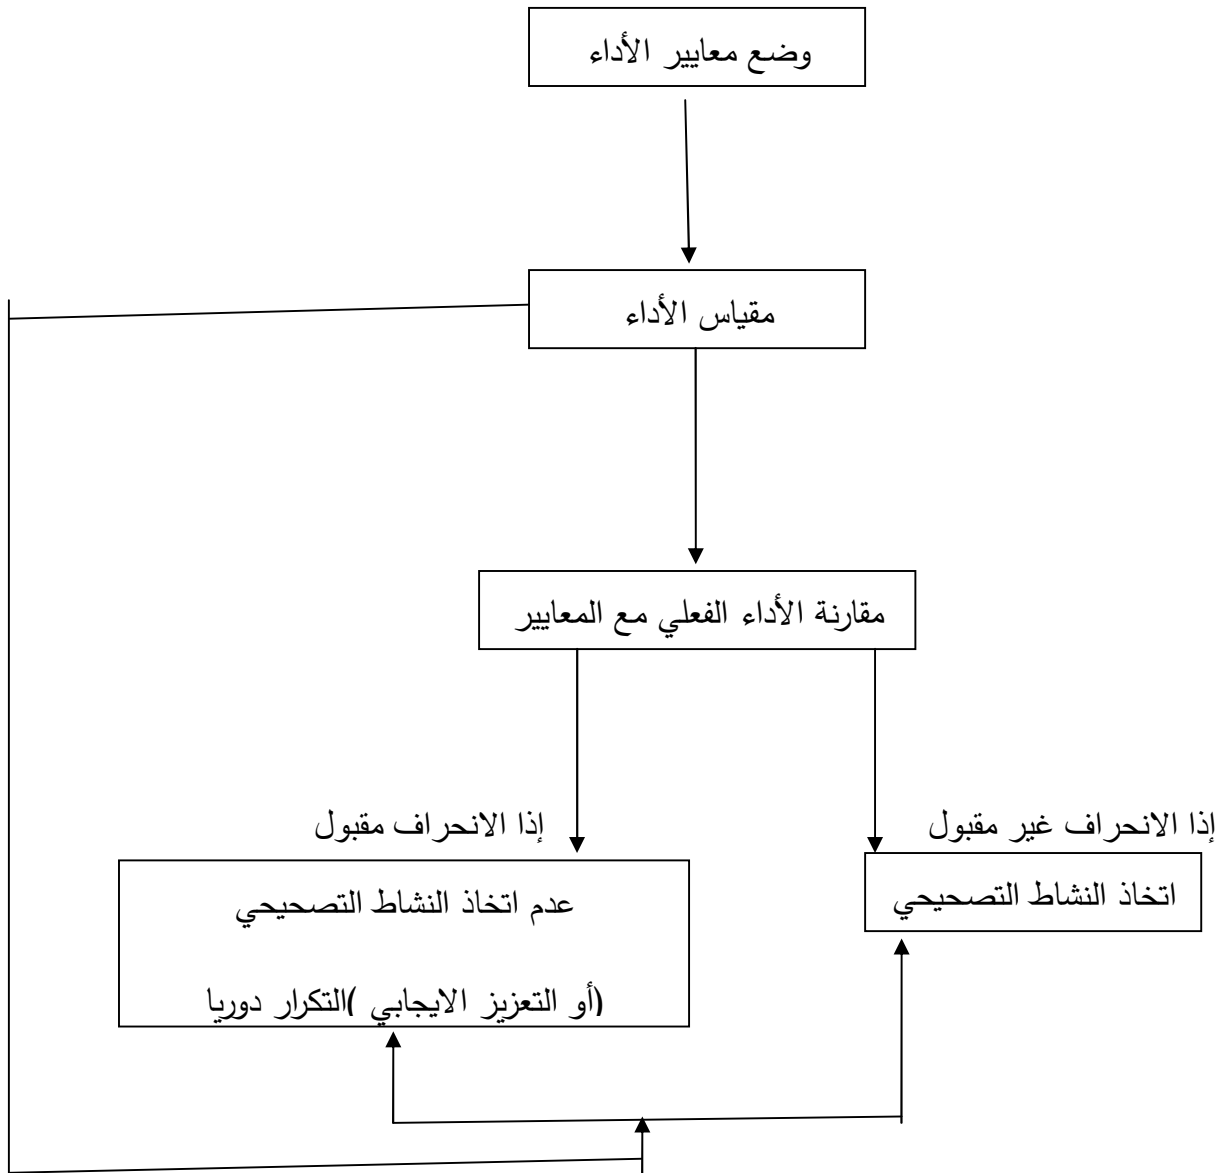 وضع معايير الأداء
مقياس الأداء
مقارنة الأداء الفعلي مع المعايير
إذا الانحراف غير مقبول
إذا الانحراف مقبول
اتخاذ النشاط التصحيحي
عدم اتخاذ النشاط التصحيحي
(أو التعزيز الايجابي )التكرار دوريا